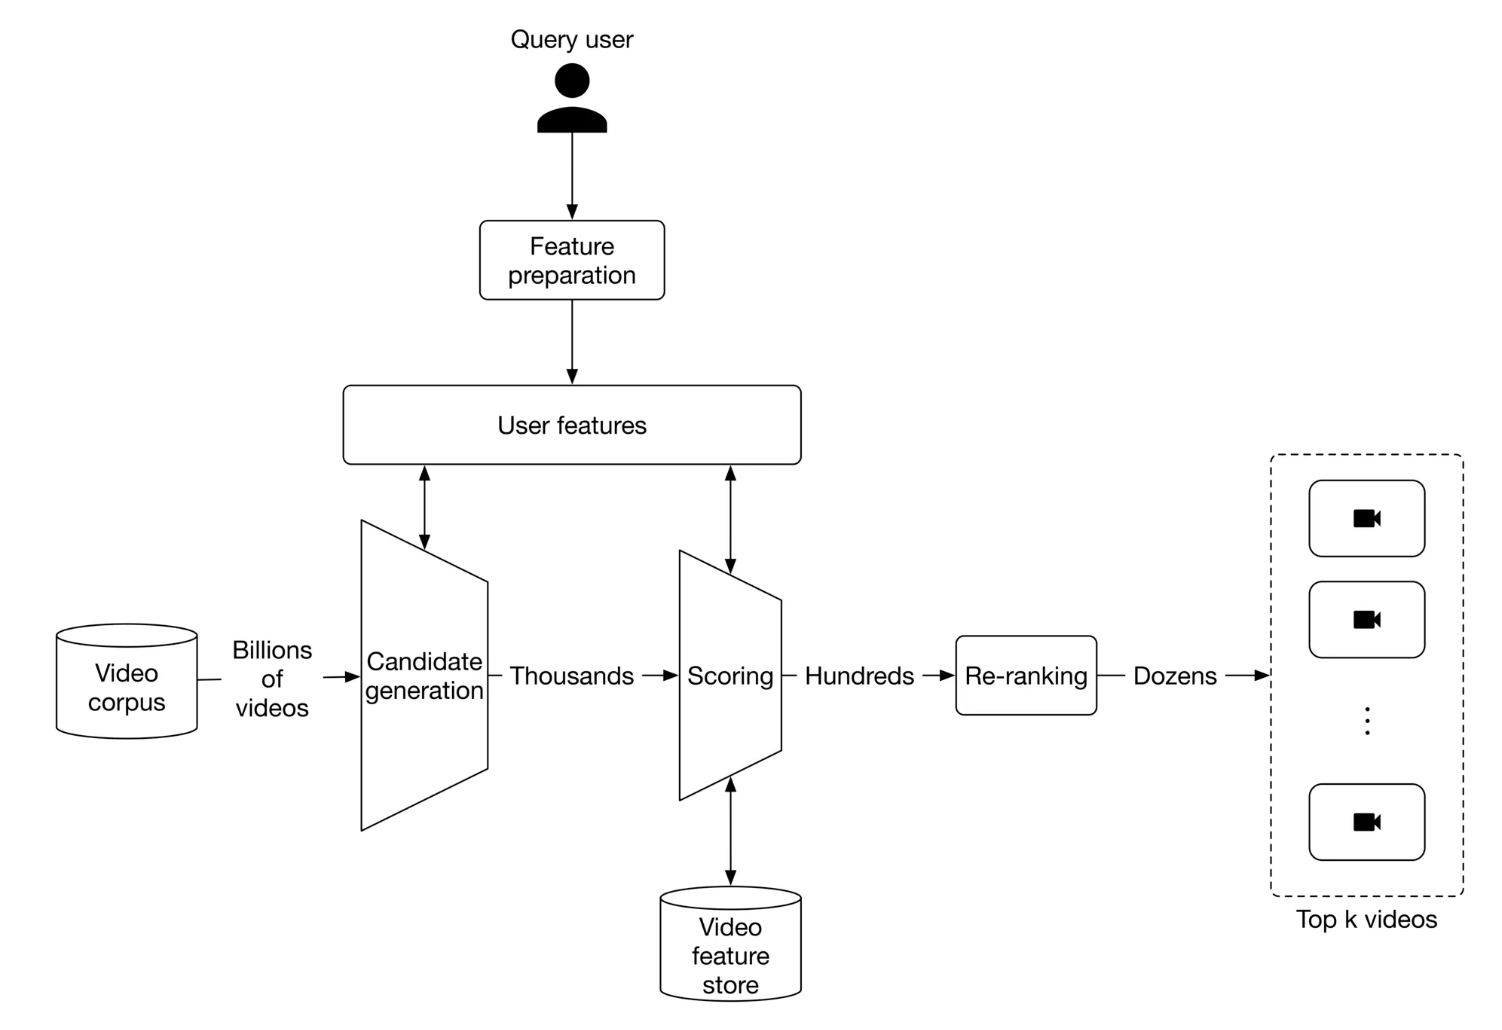 Query user
Feature
preparation
User features
Video
corpus
Billions
of
videos
Candidate
generation
Thousands
Scoring
Hundreds
Re-ranking
Dozens
Top k videos
Video
feature
store